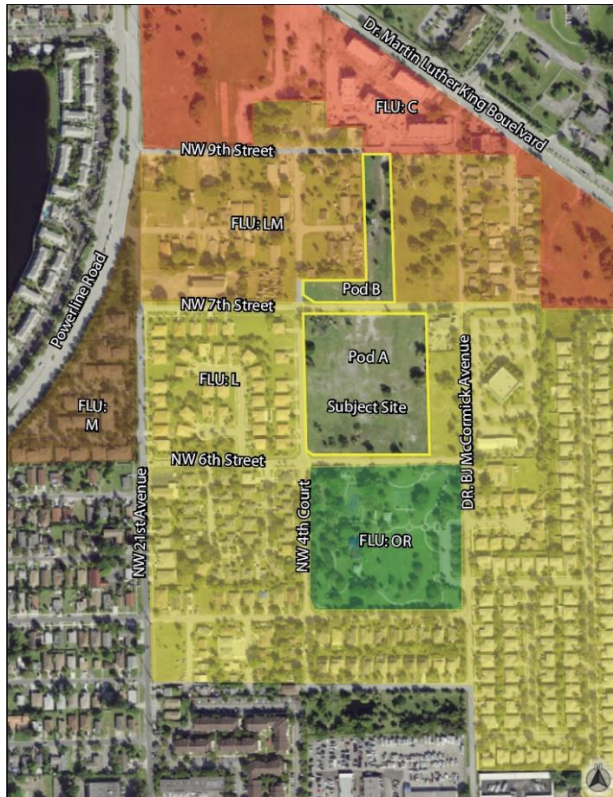 Dr. Martin Luther King Bouelvard
FLU: C
NW 9th Street
FLU: LM
Powerline Road
Pod B
NW 7th Street
Pod A
FLU: L
Subject Site
FLU:
M
NW 6th Street
DR. BJ McCormick Avenue
NW 21st Avenue
NW 4th Court
FLU: OR